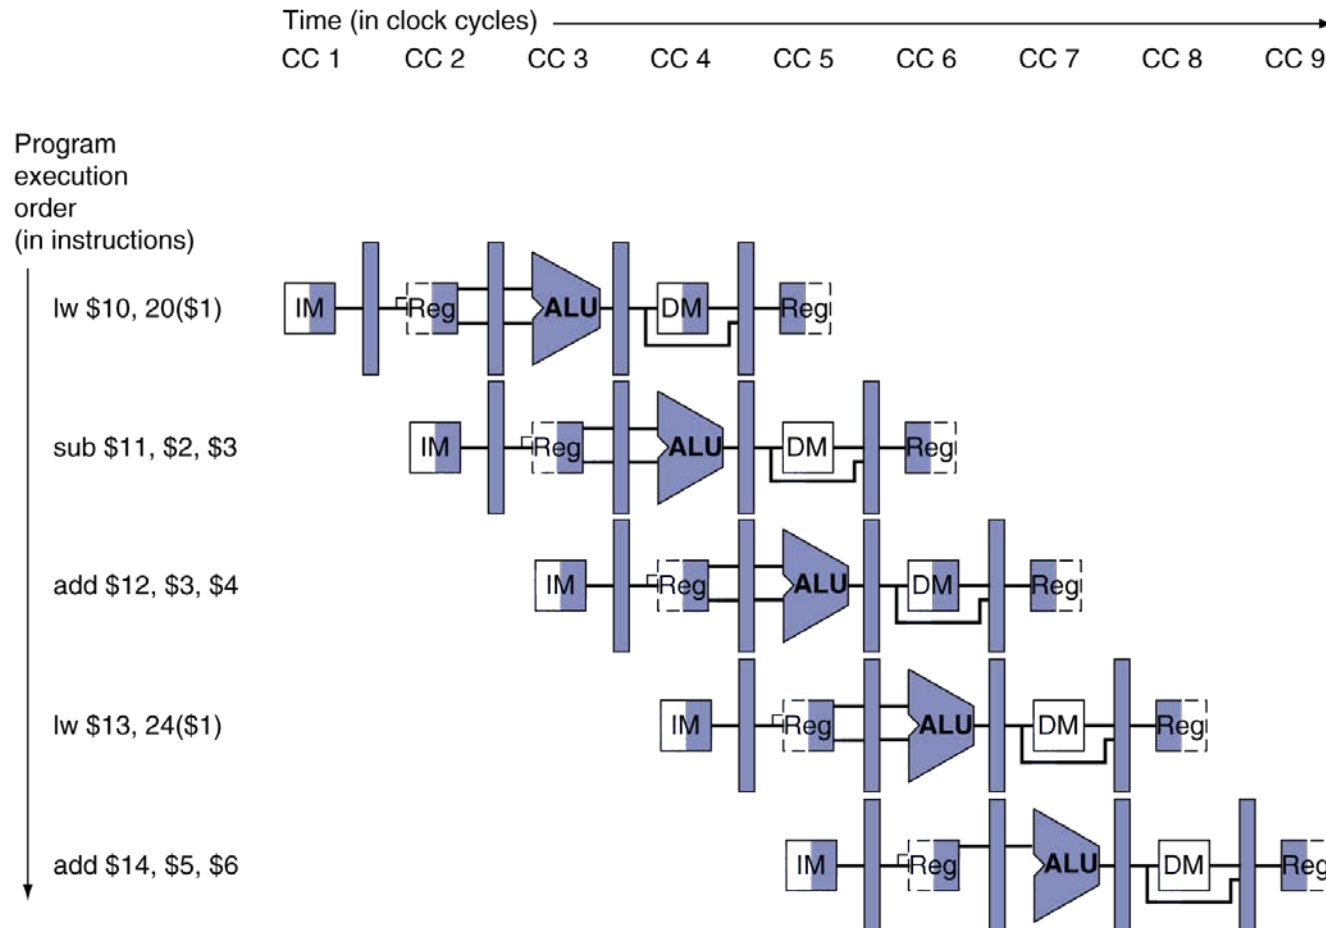 Time (in clock cycles)
CC 1 CC 2 CC 3 CC 4 CC 5 CC 6 CC 7 CC 8 CC 9
Program
execution
order
(in instructions)
lw $10, 20($1) IM Reg ALU DM Reg
sub $11, $2, $3 IM Reg ALU DM Reg
add $12, $3, $4 IM Reg ALU DM Reg
lw $13, 24($1) IM Reg ALU DM Reg
add $14, $5, $6 IM Reg ALU DM Reg